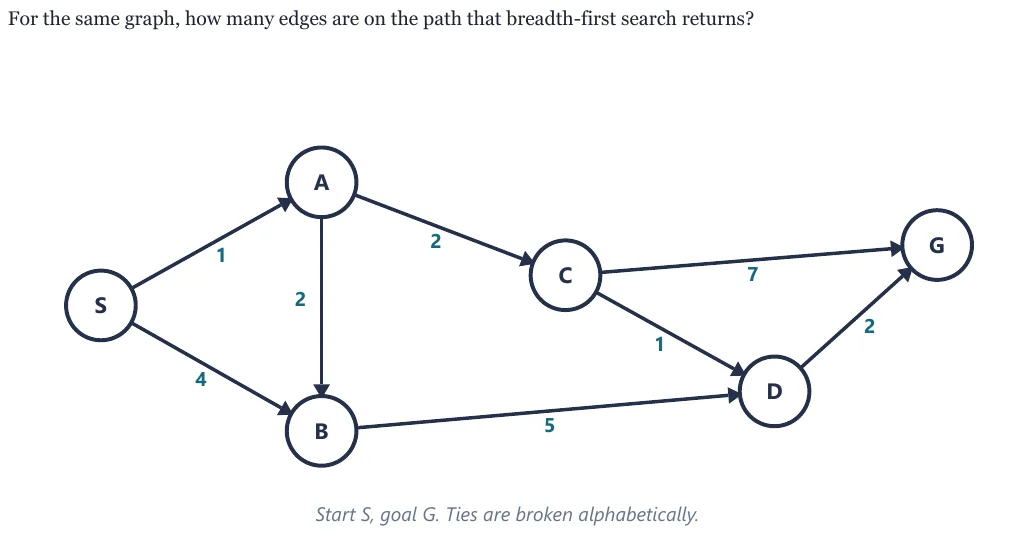 For the same graph, how many edges are on the path that breadth-first search returns?
A
2
G
1
C
7
S
2
2
1
4
D
B
5
Start S, goal G. Ties are broken alphabetically.